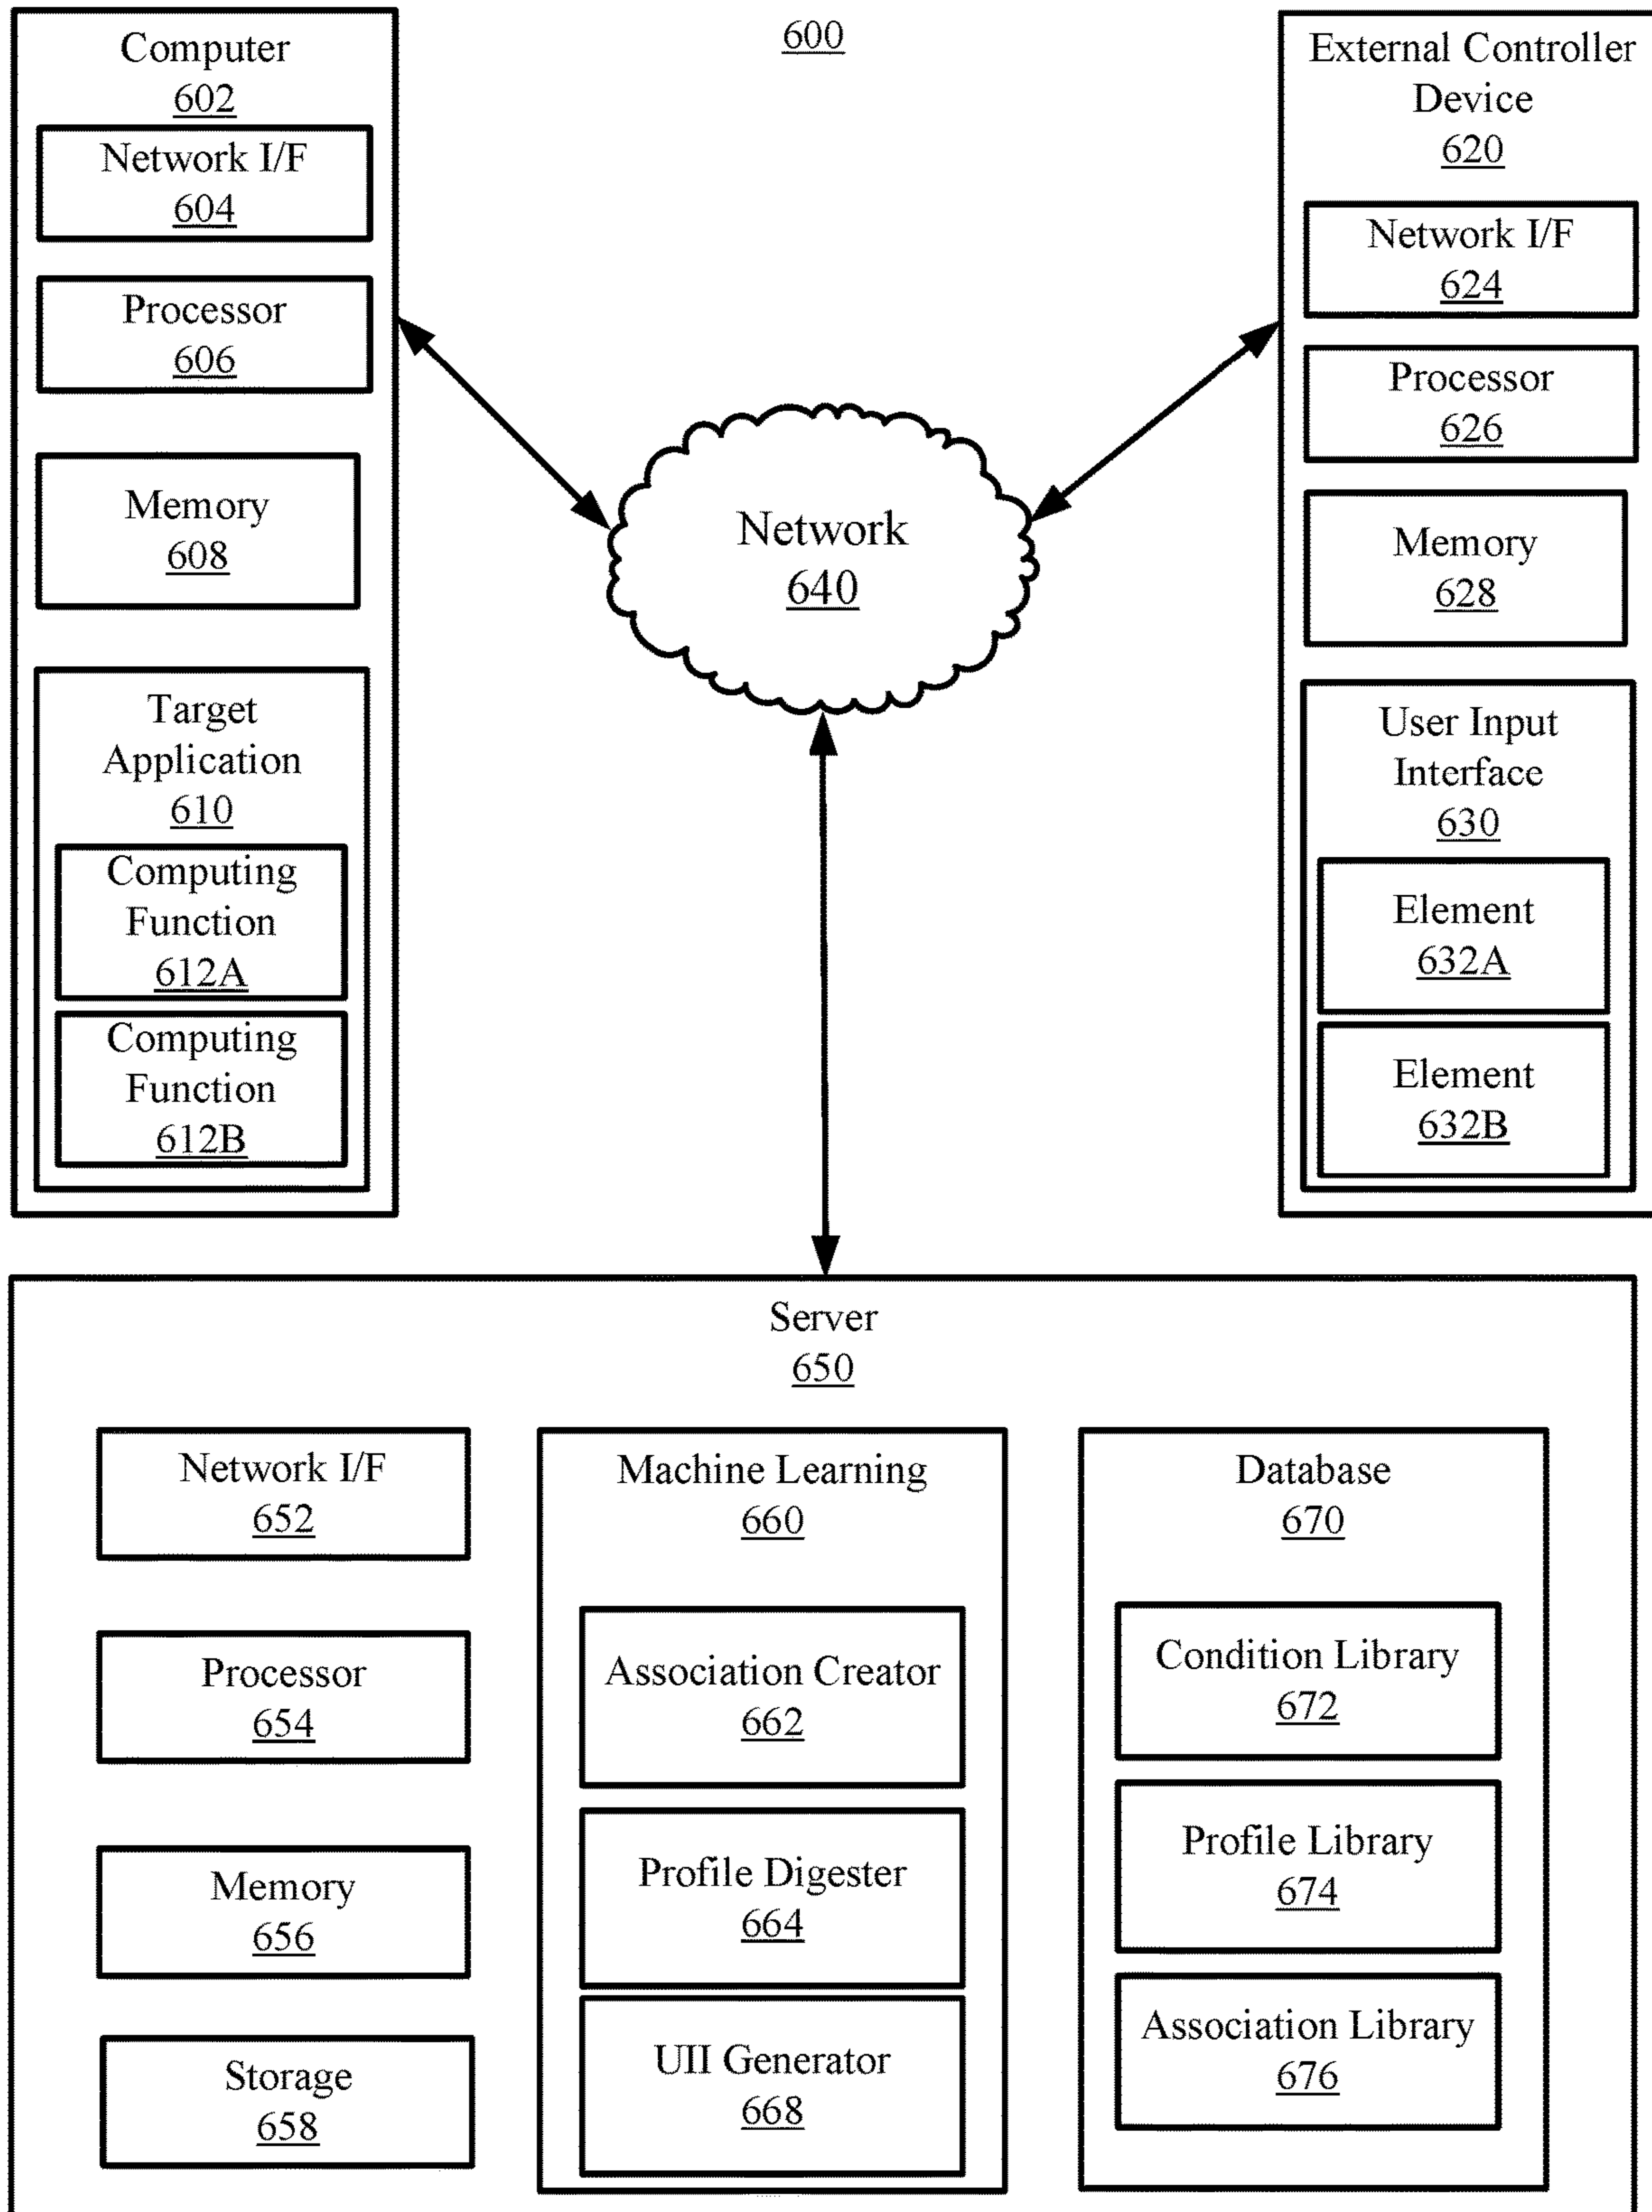 600
Computer
602
Network I/F
604
Processor
606
Memory
608
Target
Application
610
Computing
Function
612A
Computing
Function
612B
Network
640
External Controller
Device
620
Network I/F
624
Processor
626
Memory
628
User Input
Interface
630
Element
632A
Element
632B
Server
650
Network I/F
652
Processor
654
Memory
656
Storage
658
Machine Learning
660
Association Creator
662
Profile Digester
664
UII Generator
668
Database
670
Condition Library
672
Profile Library
674
Association Library
676